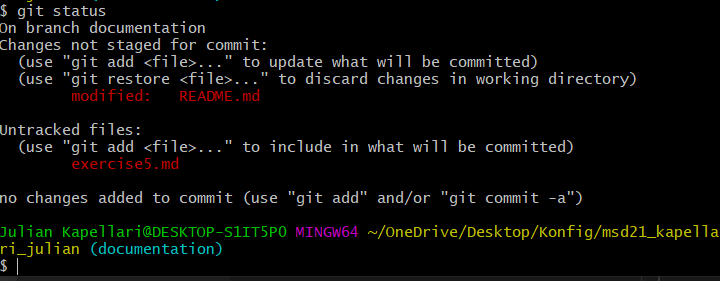 $ git status
On branch documentation
Changes not staged for commit:
  (use "git add <file>..." to update what will be committed)
  (use "git restore <file>..." to discard changes in working directory)
        modified:   README.md

Untracked files:
  (use "git add <file>..." to include in what will be committed)
        exercise5.md

no changes added to commit (use "git add" and/or "git commit -a")

Julian Kapellari@DESKTOP-S1IT5P0 MINGW64 ~/OneDrive/Desktop/Konfig/msd21_kapella
ri_julian (documentation)
$